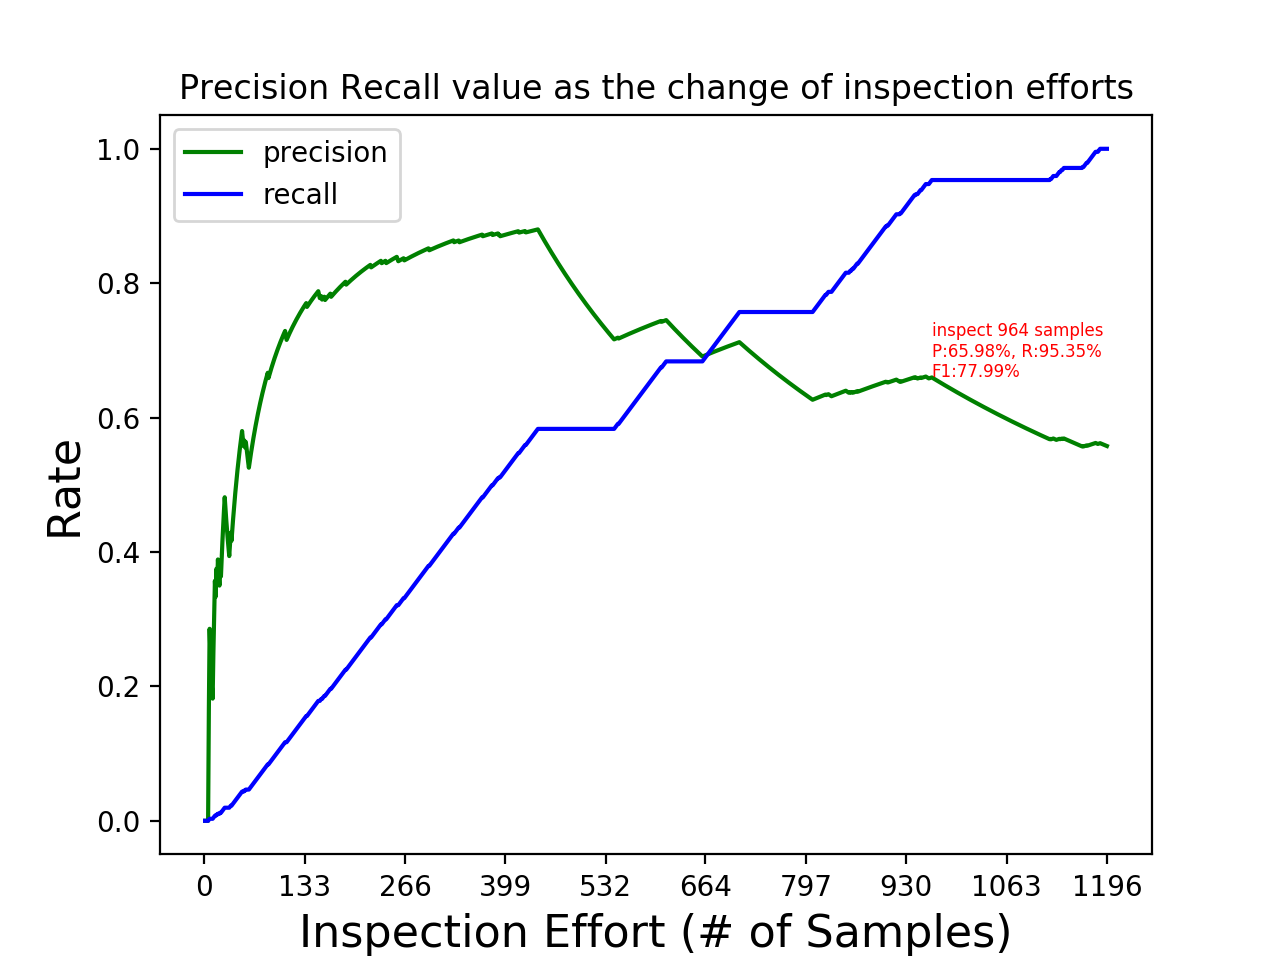 Precision Recall value as the change of inspection efforts
precision
recall
1.0
0.8
0.6
0.4
0.2
0.0
Rate
inspect 964 samples
P:65.98%, R:95.35%
F1:77.99%
0 133 266 399 532 664 797 930 1063 1196
Inspection Effort (# of Samples)